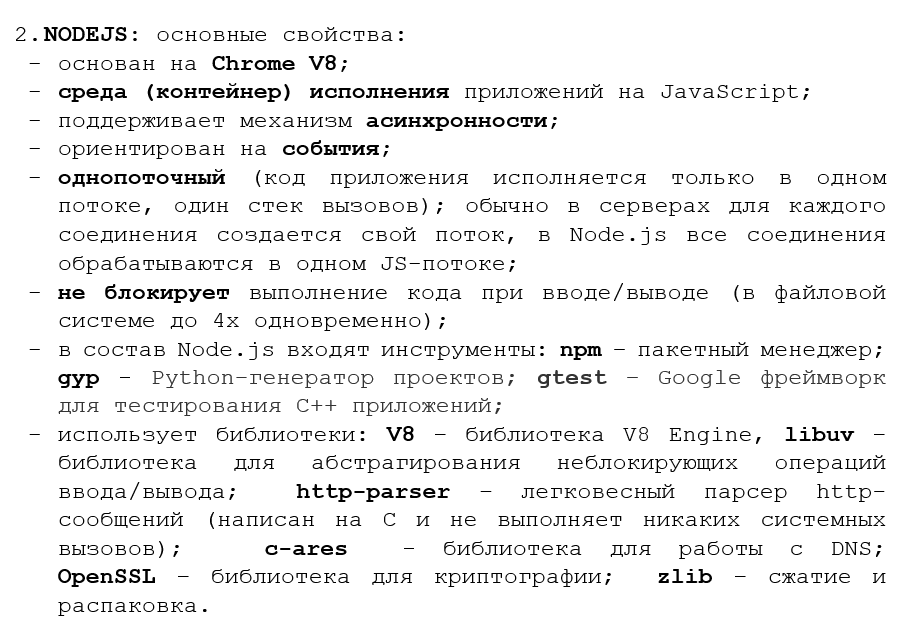 2.NODEJS: основные свойства:
– основан на Chrome V8;
– среда (контейнер) исполнения приложений на JavaScript;
– поддерживает механизм асинхронности;
– ориентирован на события;
– однопоточный (код приложения исполняется только в одном
потоке, один стек вызовов); обычно в серверах для каждого
соединения создается свой поток, в Node.js все соединения
обрабатываются в одном JS-потоке;
– не блокирует выполнение кода при вводе/выводе (в файловой
системе до 4х одновременно);
– в состав Node.js входят инструменты: npm – пакетный менеджер;
gyp – Python-генератор проектов; gtest – Google фреймворк
для тестирования C++ приложений;
– использует библиотеки: V8 – библиотека V8 Engine, libuv –
библиотека для абстрагирования неблокирующих операций
ввода/вывода; http-parser – легковесный парсер http-
сообщений (написан на C и не выполняет никаких системных
вызовов); c-ares – библиотека для работы с DNS;
OpenSSL – библиотека для криптографии; zlib – сжатие и
распаковка.